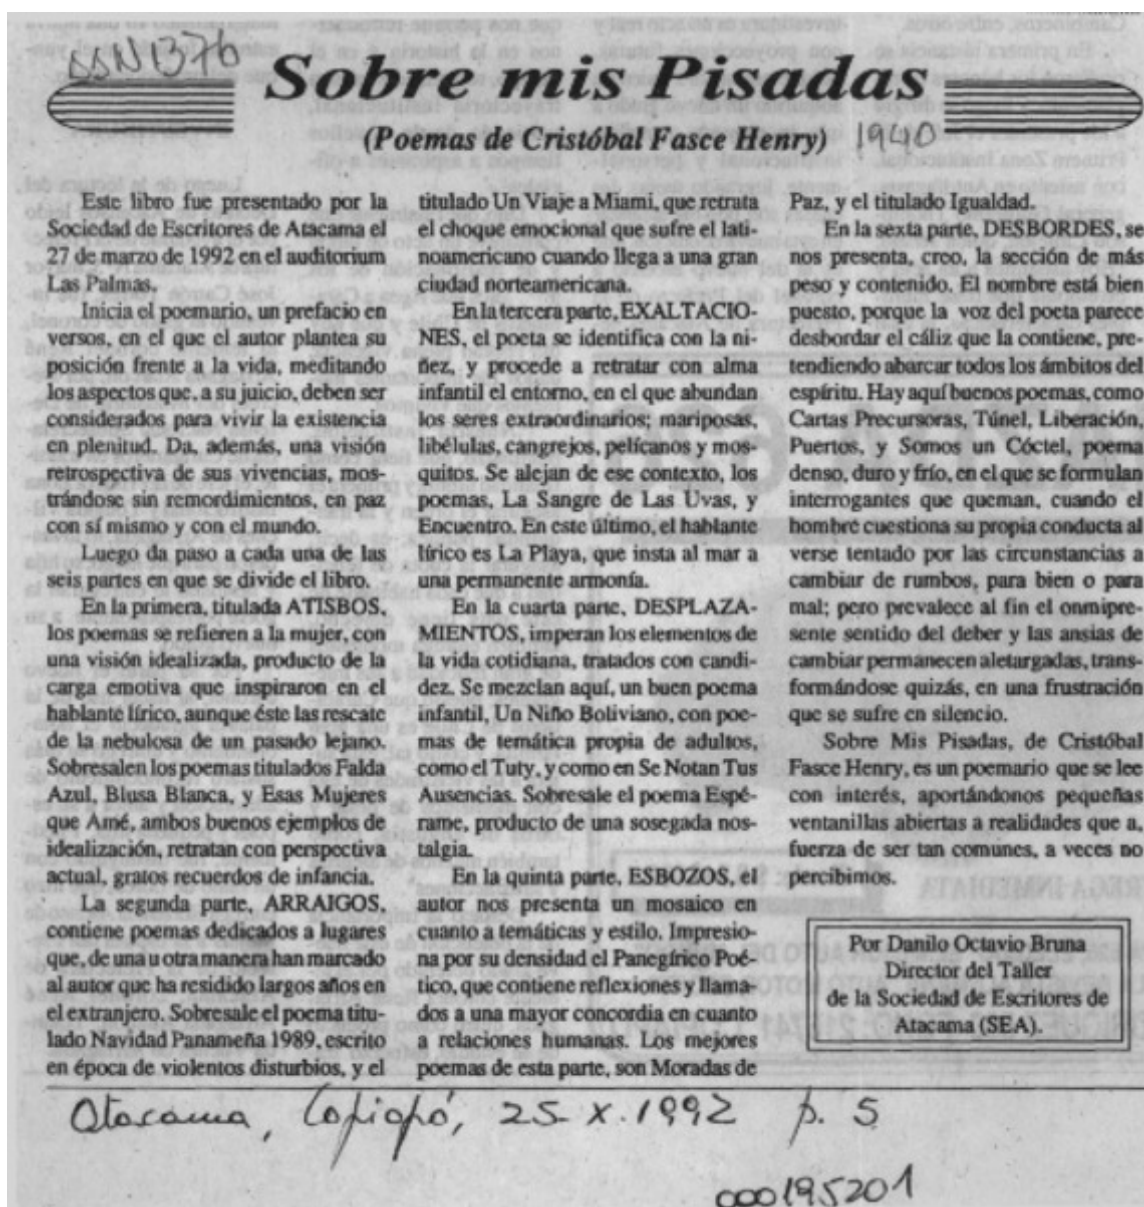 SSN1376
Sobre mis Pisadas
(Poemas de Cristóbal Fasce Henry) 1940
Este libro fue presentado por la
Sociedad de Escritores de Atacama el
27 de marzo de 1992 en el auditorium
Las Palmas.
Inicia el poemario, un prefacio en
versos, en el que el autor plantea su
posición frente a la vida, meditando
los aspectos que, a su juicio, deben ser
considerados para vivir la existencia
en plenitud. Da, además, una visión
retrospectiva de sus vivencias, mos-
trándose sin remordimientos, en paz
con sí mismo y con el mundo.
Luego da paso a cada una de las
seis partes en que se divide el libro.
En la primera, titulada ATISBOS,
los poemas se refieren a la mujer, con
una visión idealizada, producto de la
carga emotiva que inspiraron en el
hablante lírico, aunque éste las rescate
de la nebulosa de un pasado lejano.
Sobresalen los poemas titulados Falda
Azul, Blusa Blanca, y Esas Mujeres
que Amé, ambos buenos ejemplos de
idealización, retratan con perspectiva
actual, gratos recuerdos de infancia.
La segunda parte, ARRAIGOS,
contiene poemas dedicados a lugares
que, de una u otra manera han marcado
al autor que ha residido largos años en
el extranjero. Sobresale el poema titu-
lado Navidad Panameña 1989, escrito
en época de violentos disturbios, y el
titulado Un Viaje a Miami, que retrata
el choque emocional que sufre el lati-
noamericano cuando llega a una gran
ciudad norteamericana.
En la tercera parte, EXALTACIO-
NES, el poeta se identifica con la ni-
ñez, y procede a retratar con alma
infantil el entorno, en el que abundan
los seres extraordinarios; mariposas,
libélulas, cangrejos, pelícanos y mos-
quitos. Se alejan de ese contexto, los
poemas, La Sangre de Las Uvas, y
Encuentro. En este último, el hablante
lírico es La Playa, que insta al mar a
una permanente armonía.
En la cuarta parte, DESPLAZA-
MIENTOS, imperan los elementos de
la vida cotidiana, tratados con candi-
dez. Se mezclan aquí, un buen poema
infantil, Un Niño Boliviano, con poe-
mas de temática propia de adultos,
como el Tuty, y como en Se Notan Tus
Ausencias. Sobresale el poema Espé-
rame, producto de una sosegada nos-
talgia.
En la quinta parte, ESBOZOS, el
autor nos presenta un mosaico en
cuanto a temáticas y estilo. Impresio-
na por su densidad el Panegírico Poé-
tico, que contiene reflexiones y llama-
dos a una mayor concordia en cuanto
a relaciones humanas. Los mejores
poemas de esta parte, son Moradas de
Paz, y el titulado Igualdad.
En la sexta parte, DESBORDES, se
nos presenta, creo, la sección de más
peso y contenido. El nombre está bien
puesto, porque la voz del poeta parece
desbordar el cáliz que la contiene, pre-
tendiendo abarcar todos los ámbitos del
espíritu. Hay aquí buenos poemas, como
Cartas Precursoras, Túnel, Liberación,
Puertos, y Somos un Cóctel, poema
denso, duro y frío, en el que se formulan
interrogantes que queman, cuando el
hombre cuestiona su propia conducta al
verse tentado por las circunstancias a
cambiar de rumbos, para bien o para
mal; pero prevalece al fin el onmipre-
sente sentido del deber y las ansias de
cambiar permanecen aletargadas, trans-
formándose quizás, en una frustración
que se sufre en silencio.
Sobre Mis Pisadas, de Cristóbal
Fasce Henry, es un poemario que se lee
con interés, aportándonos pequeñas
ventanillas abiertas a realidades que a,
fuerza de ser tan comunes, a veces no
percibimos.
Por Danilo Octavio Bruna
Director del Taller
de la Sociedad de Escritores de
Atacama (SEA).
Atacama, Copiapó, 25-X.1992 p. 5
000195201